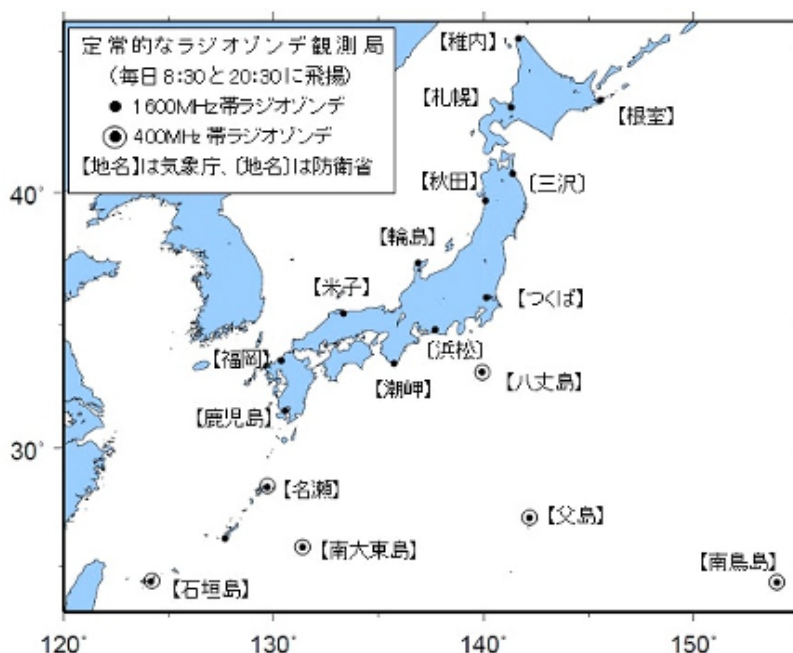 定常的なラジオゾンデ観測局
(毎日8:30と20:30に飛揚)
● 1600MHz帯ラジオゾンデ
◉ 400MHz帯ラジオゾンデ
【地名】は気象庁、〔地名〕は防衛省
【稚内】
【札幌】
【根室】
40°
【秋田】
〔三沢〕
【輪島】
【米子】
【つくば】
【福岡】
〔浜松〕
【潮岬】
【八丈島】
【鹿児島】
30°
【名瀬】
【父島】
【南大東島】
【南鳥島】
【石垣島】
120°
130°
140°
150°